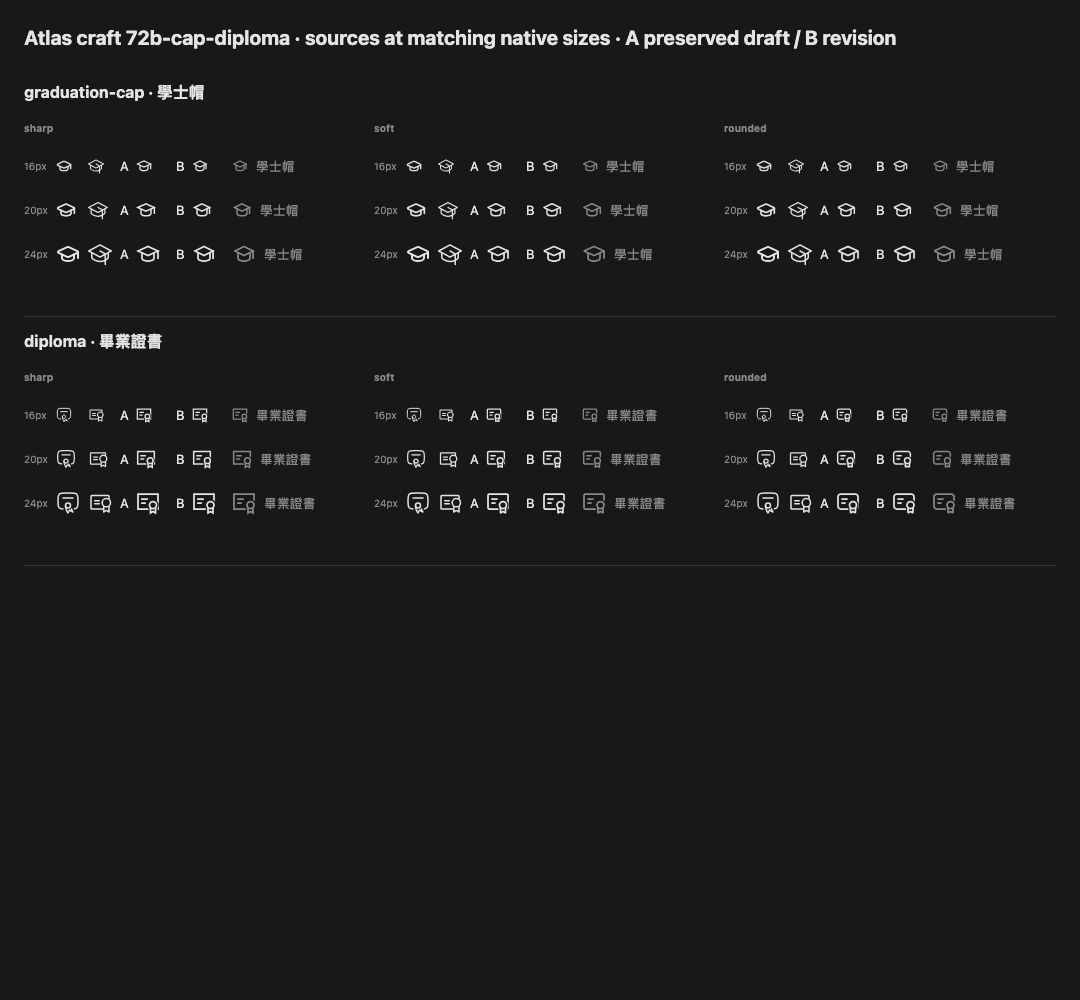 Atlas craft 72b-cap-diploma · sources at matching native sizes · A preserved draft / B revision
graduation-cap · 學士帽
sharp soft rounded
16px A B 學士帽 16px A B 學士帽 16px A B 學士帽
20px A B 學士帽 20px A B 學士帽 20px A B 學士帽
24px A B 學士帽 24px A B 學士帽 24px A B 學士帽
diploma · 畢業證書
sharp soft rounded
16px A B 畢業證書 16px A B 畢業證書 16px A B 畢業證書
20px A B 畢業證書 20px A B 畢業證書 20px A B 畢業證書
24px A B 畢業證書 24px A B 畢業證書 24px A B 畢業證書